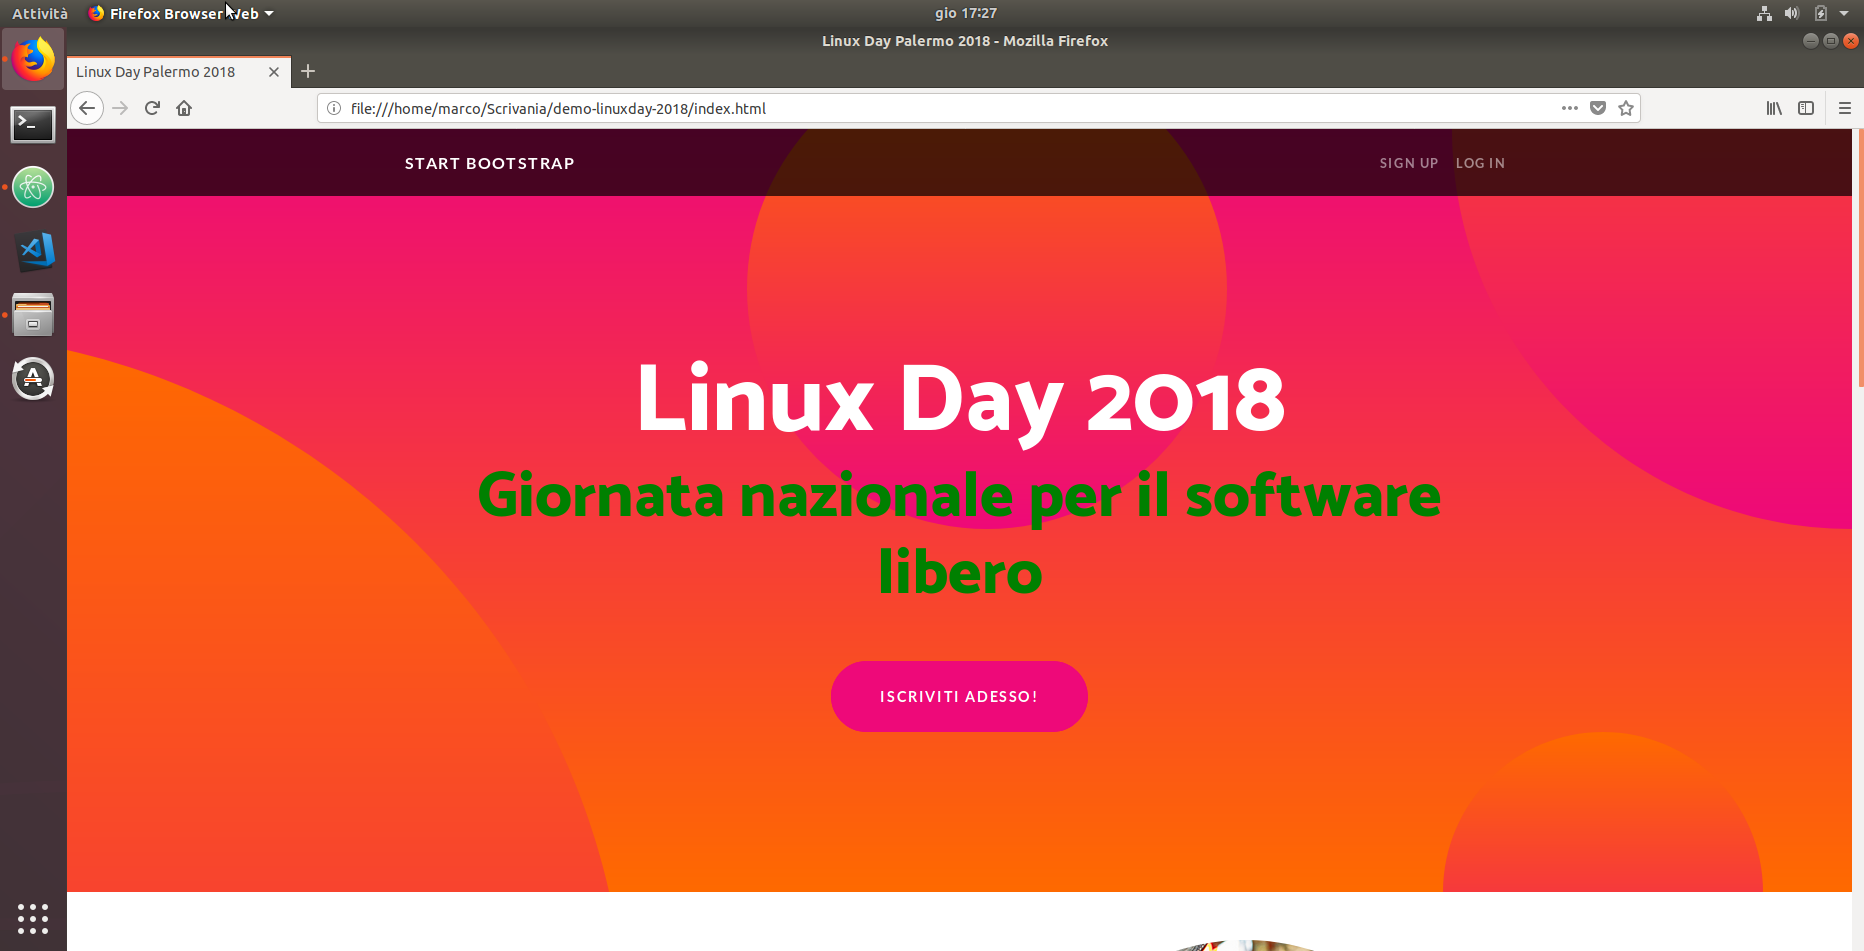 Attività
Firefox Browser Web
gio 17:27
Linux Day Palermo 2018 - Mozilla Firefox
Linux Day Palermo 2018
file:///home/marco/Scrivania/demo-linuxday-2018/index.html
START BOOTSTRAP
SIGN UP
LOG IN
Linux Day 2018
Giornata nazionale per il software
libero
ISCRIVITI ADESSO!